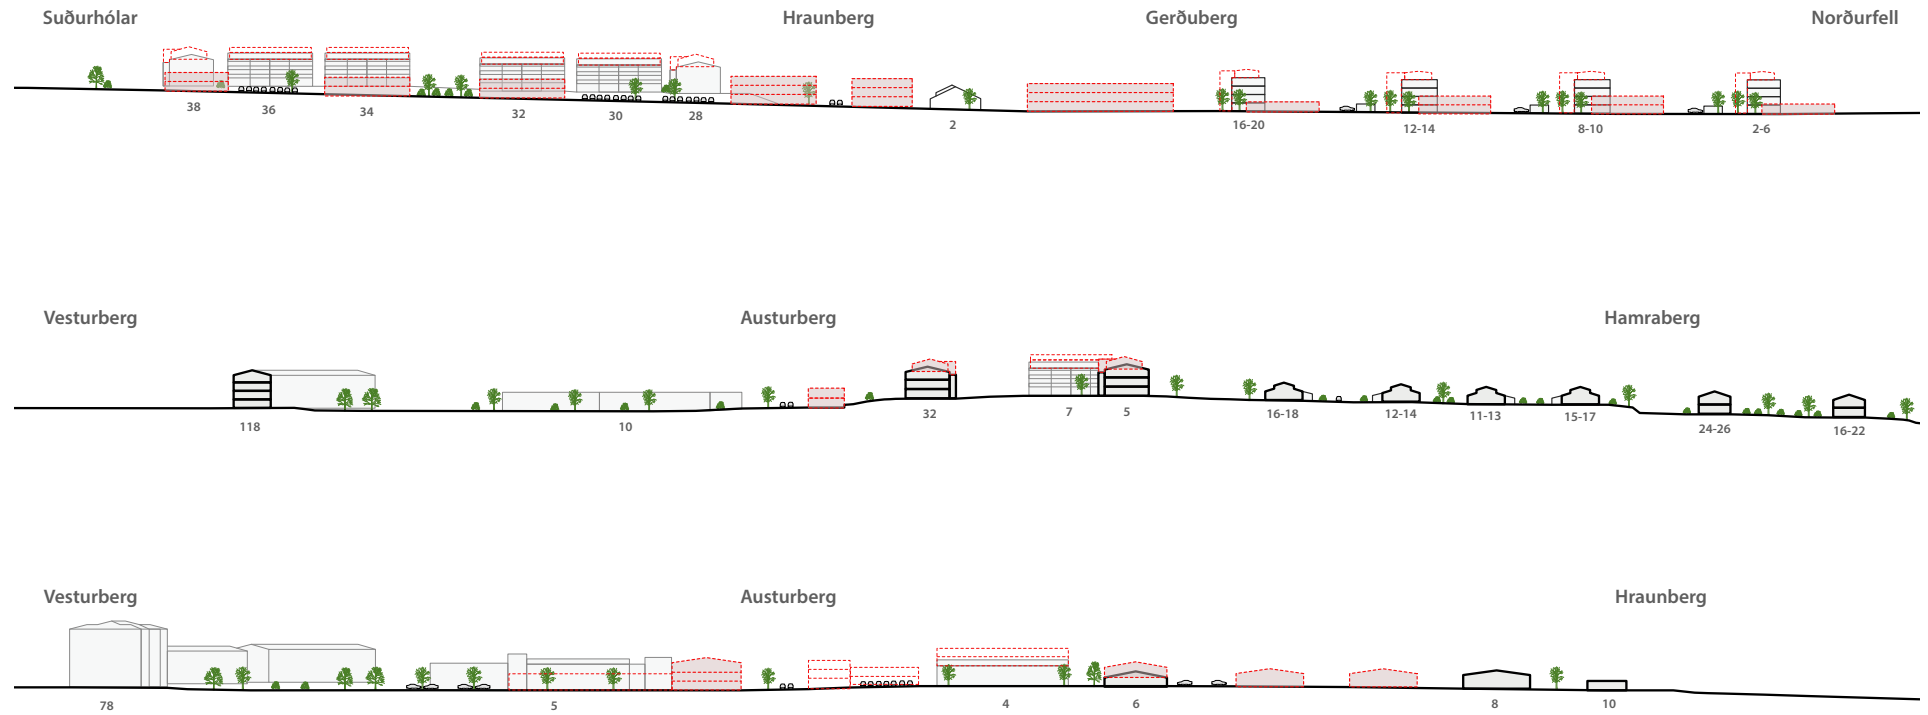 Suðurhólar Hraunberg Gerðuberg Norðurfell
38 36 34 32 30 28 2 16-20 12-14 8-10 2-6
Vesturberg Austurberg Hamraberg
118 10 32 7 5 16-18 12-14 11-13 15-17 24-26 16-22
Vesturberg Austurberg Hraunberg
78 5 4 6 8 10